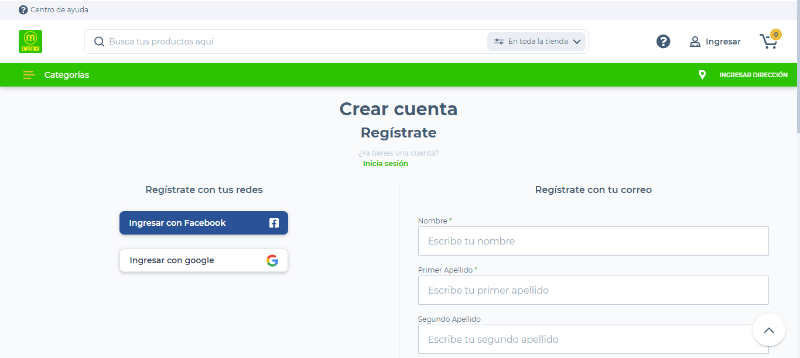 Centro de ayuda
Busca tus productos aquí
En toda la tienda
Ingresar
0
Categorías
INGRESAR DIRECCIÓN
Crear cuenta
Regístrate
¿Ya tienes una cuenta?
Inicia sesión
Regístrate con tus redes
Ingresar con Facebook
Ingresar con google
Regístrate con tu correo
Nombre *
Escribe tu nombre
Primer Apellido *
Escribe tu primer apellido
Segundo Apellido
Escribe tu segundo apellido